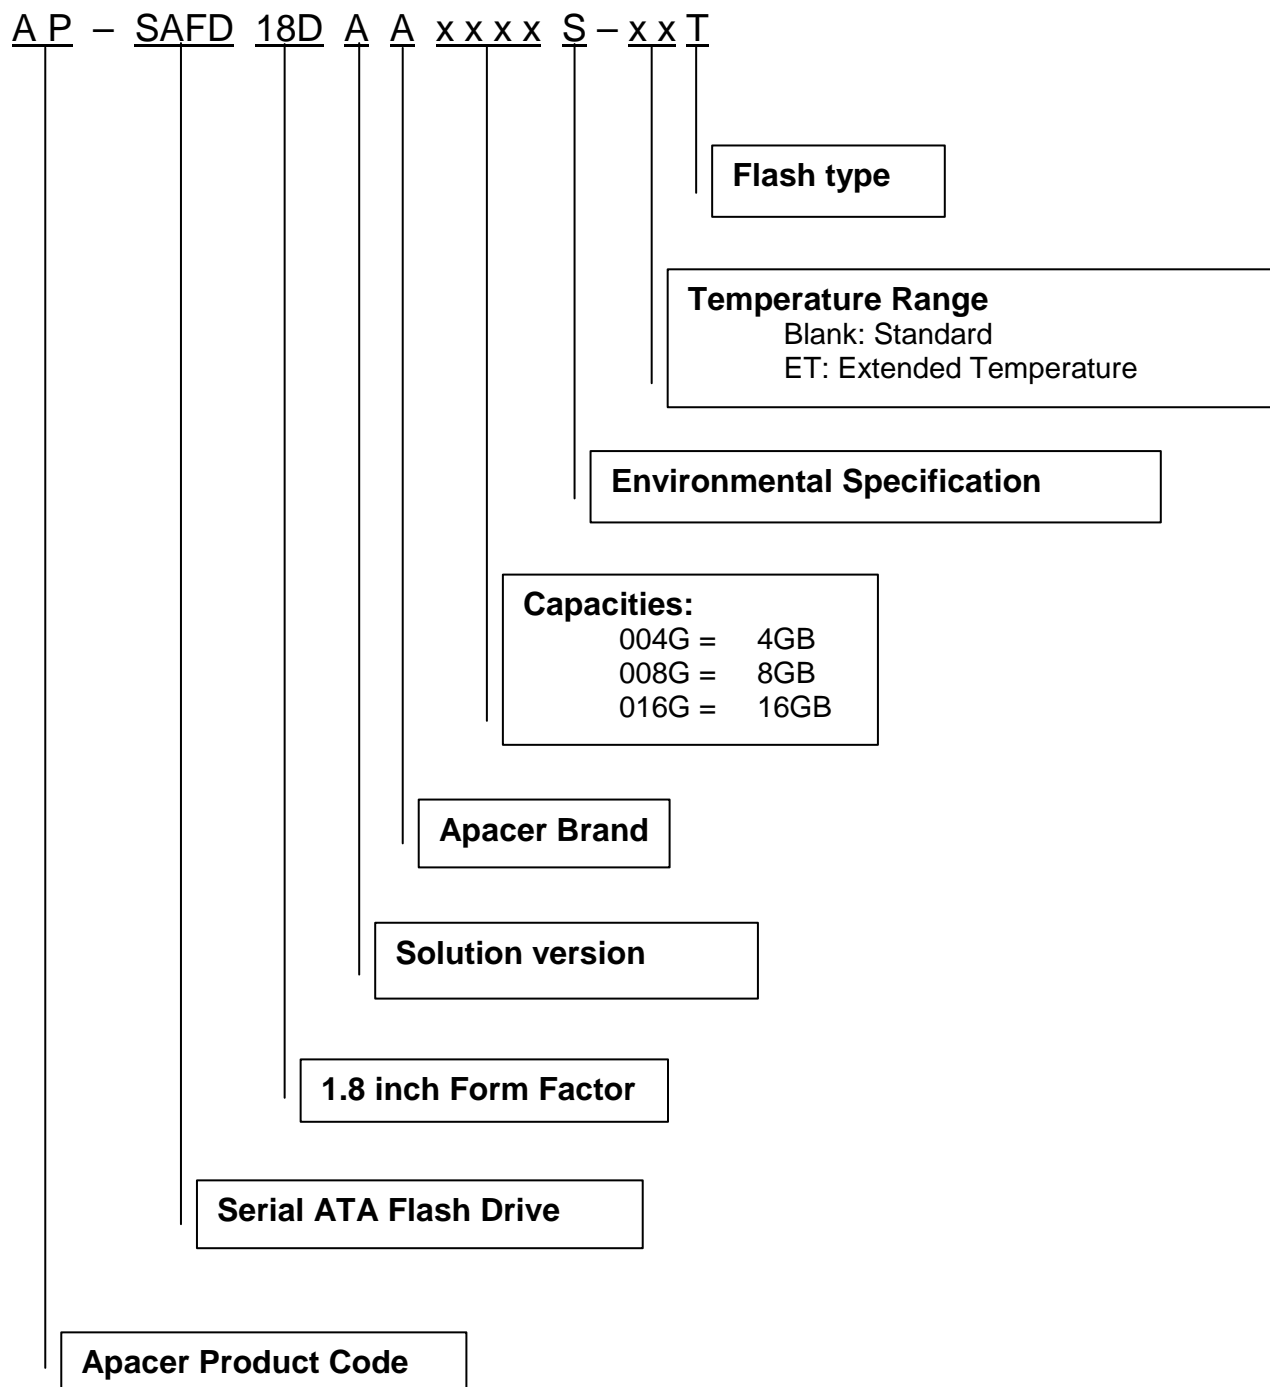 A P – SAFD 18D A A x x x x S – x x T
Flash type
Temperature Range
Blank: Standard
ET: Extended Temperature
Environmental Specification
Capacities:
004G = 4GB
008G = 8GB
016G = 16GB
Apacer Brand
Solution version
1.8 inch Form Factor
Serial ATA Flash Drive
Apacer Product Code